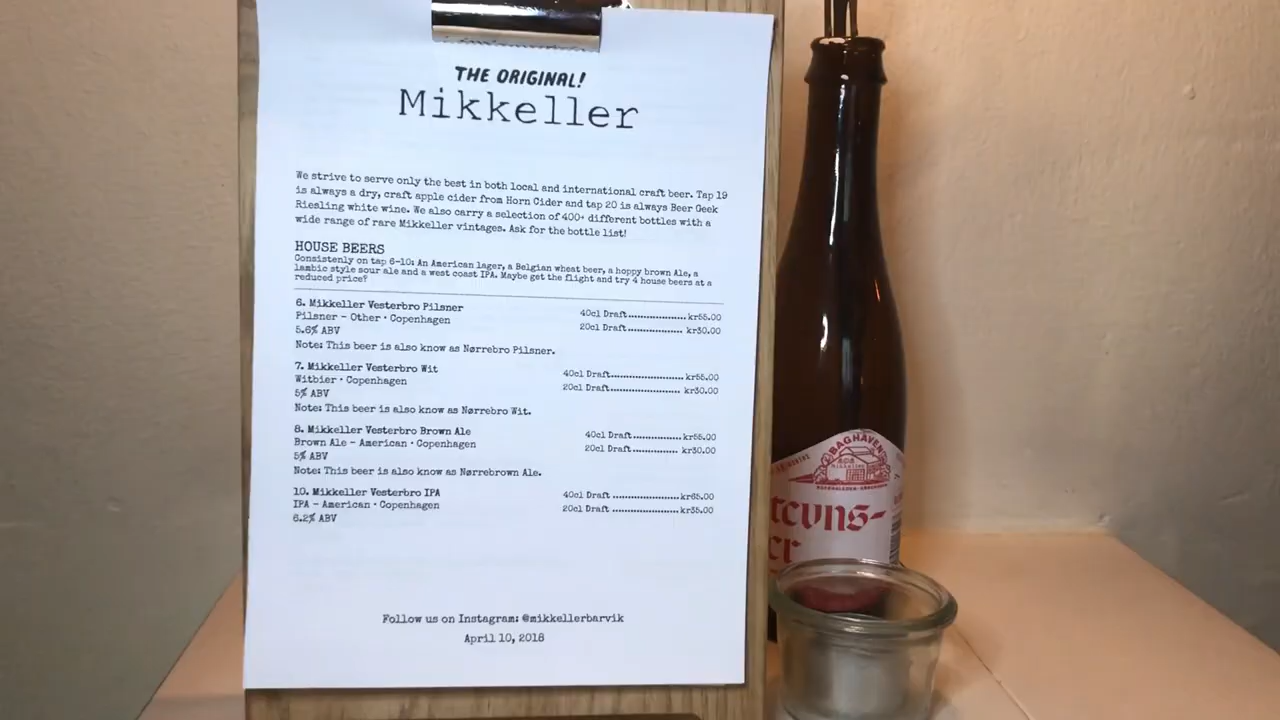 THE ORIGINAL!
Mikkeller
We strive to serve only the best in both local and international craft beer. Tap 19
is always a dry, craft apple cider from Horn Cider and tap 20 is always Beer Geek
Riesling white wine. We also carry a selection of 400+ different bottles with a
wide range of rare Mikkeller vintages. Ask for the bottle list!
HOUSE BEERS
Consistenly on tap 6-10: An American lager, a Belgian wheat beer, a hoppy brown Ale, a
lambic style sour ale and a west coast IPA. Maybe get the flight and try 4 house beers at a
reduced price?
6. Mikkeller Vesterbro Pilsner
Pilsner - Other · Copenhagen
5.6% ABV
40cl Draft....................kr55.00
20cl Draft................... kr30.00
Note: This beer is also know as Nørrebro Pilsner.
7. Mikkeller Vesterbro Wit
Witbier · Copenhagen
5% ABV
40cl Draft......................... kr55.00
20cl Draft........................ kr30.00
Note: This beer is also know as Nørrebro Wit.
8. Mikkeller Vesterbro Brown Ale
Brown Ale - American · Copenhagen
5% ABV
40cl Draft.................kr55.00
20cl Draft................ kr30.00
Note: This beer is also know as Nørrebrown Ale.
10. Mikkeller Vesterbro IPA
IPA - American · Copenhagen
6.2% ABV
40cl Draft .......................kr65.00
20cl Draft .......................kr35.00
Follow us on Instagram: @mikkellerbarvik
April 10, 2018
BAGHAVEN
MIKKELLER
REFSHALEØEN · COPENHAGEN
tcvns-
cr